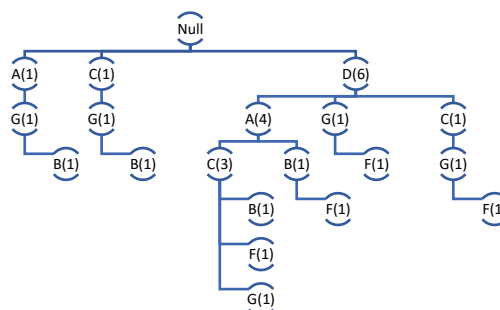 Null
A(1) C(1) D(6)
G(1) G(1) A(4) G(1) C(1)
B(1) B(1) C(3) B(1) F(1) G(1)
B(1) F(1) F(1
F(1)
G(1)